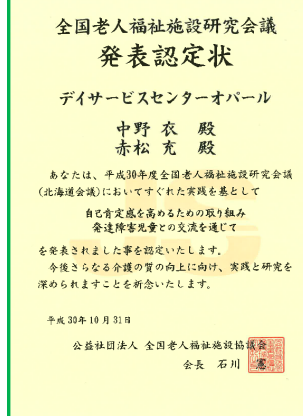 全国老人福祉施設研究会議
発表認定状
デイサービスセンターオパール
中野 衣 殿
赤松 充 殿
あなたは、平成30年度全国老人福祉施設研究会議
(北海道会議)においてすぐれた実践を基として
自己肯定感を高めるための取り組み
発達障害児童との交流を通じて
を発表されました事を認定いたします。
今後さらなる介護の質の向上に向け、実践と研究を
深められますことを祈念いたします。
平成30年10月31日
公益社団法人 全国老人福祉施設協議会
会長 石川 憲